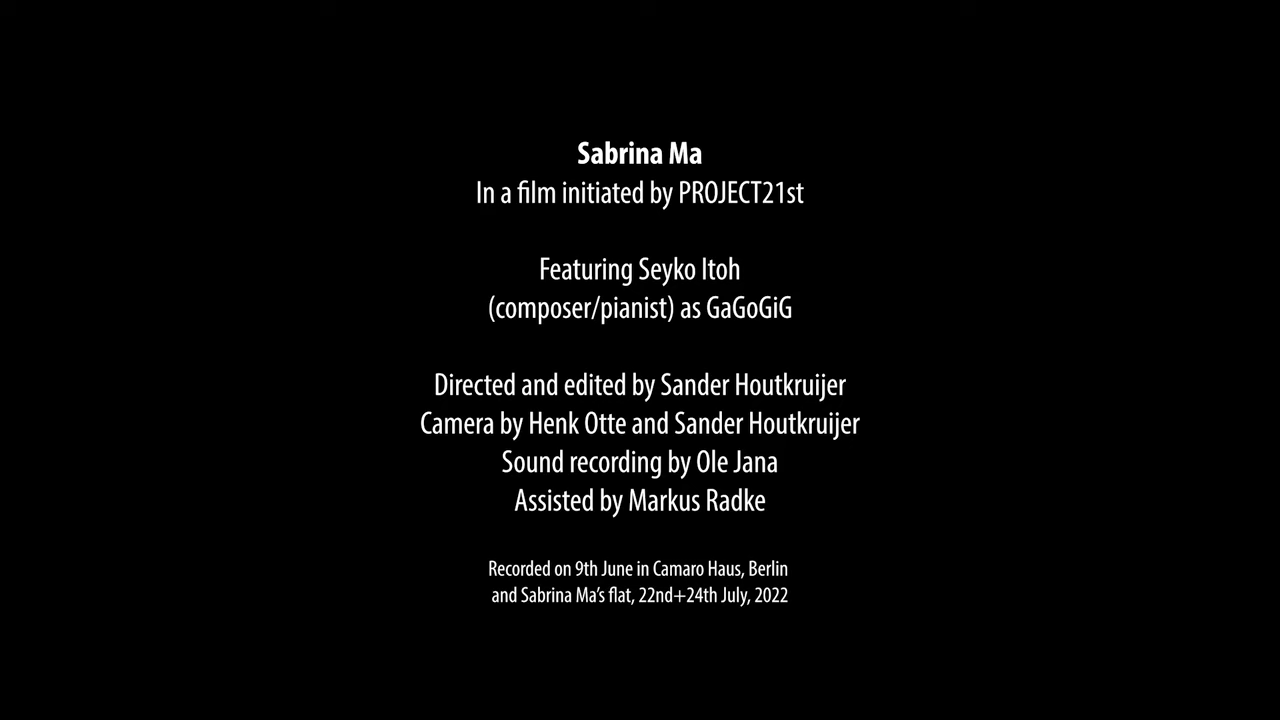 Sabrina Ma
In a film initiated by PROJECT21st
Featuring Seyko Itoh
(composer/pianist) as GaGoGiG
Directed and edited by Sander Houtkruijer
Camera by Henk Otte and Sander Houtkruijer
Sound recording by Ole Jana
Assisted by Markus Radke
Recorded on 9th June in Camaro Haus, Berlin
and Sabrina Ma’s flat, 22nd+24th July, 2022